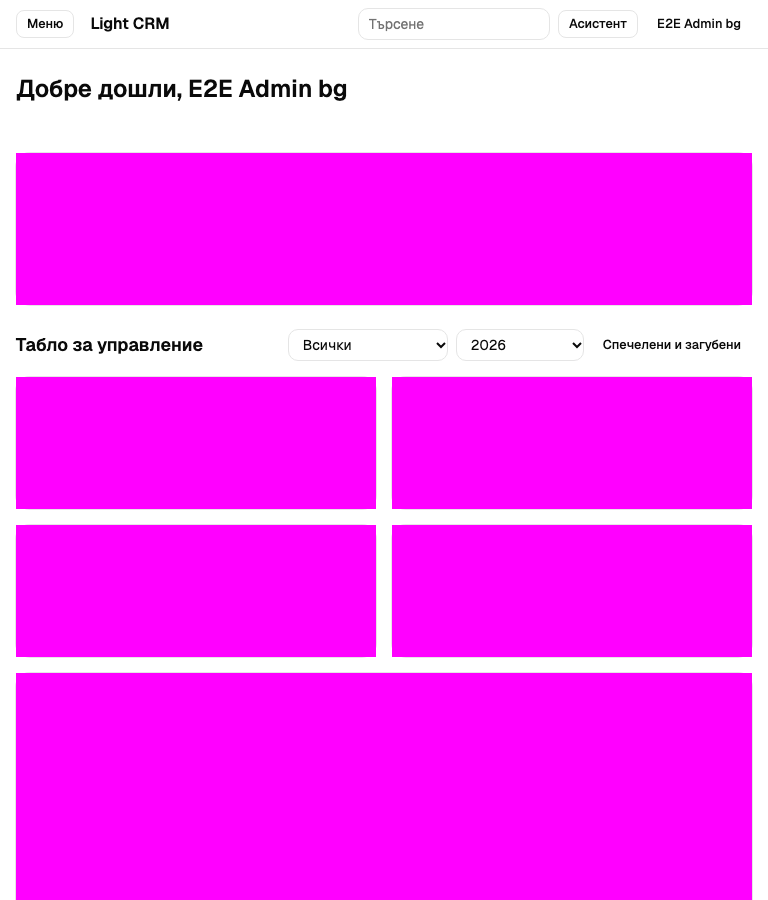 Меню
Light CRM
Търсене
Асистент
E2E Admin bg
Добре дошли, E2E Admin bg
Табло за управление
Всички
2026
Спечелени и загубени